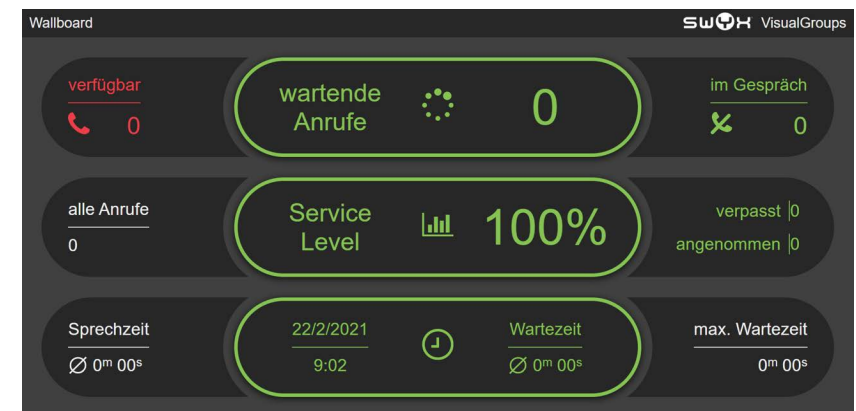 Wallboard
swyx VisualGroups
verfügbar
0
wartende
Anrufe
0
im Gespräch
0
alle Anrufe
0
Service
Level
100%
verpasst |0
angenommen |0
Sprechzeit
Ø 0m 00s
22/2/2021
9:02
Wartezeit
Ø 0m 00s
max. Wartezeit
0m 00s